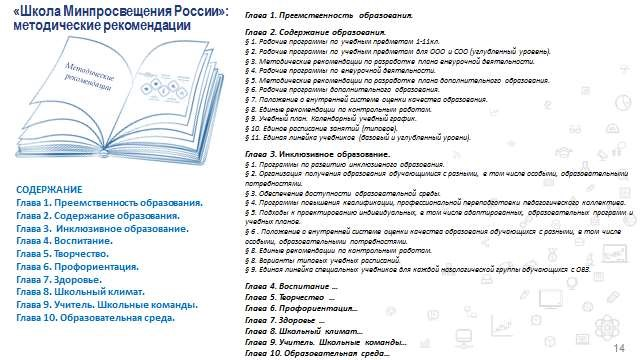 «Школа Минпросвещения России»:
методические рекомендации
Методические
рекомендации
СОДЕРЖАНИЕ
Глава 1. Преемственность образования.
Глава 2. Содержание образования.
Глава 3. Инклюзивное образование.
Глава 4. Воспитание.
Глава 5. Творчество.
Глава 6. Профориентация.
Глава 7. Здоровье.
Глава 8. Школьный климат.
Глава 9. Учитель. Школьные команды.
Глава 10. Образовательная среда.
Глава 1. Преемственность образования.
Глава 2. Содержание образования.
§ 1. Рабочие программы по учебным предметам 1-11кл.
§ 2. Рабочие программы по учебным предметам для ООО и СОО (углубленный уровень).
§ 3. Методические рекомендации по разработке плана внеурочной деятельности.
§ 4. Рабочие программы по внеурочной деятельности.
§ 5. Методические рекомендации по разработке плана дополнительного образования.
§ 6. Рабочие программы дополнительного образования.
§ 7. Положение о внутренней системе оценки качества образования.
§ 8. Единые рекомендации по контрольным работам.
§ 9. Учебный план. Календарный учебный график.
§ 10. Единое расписание занятий (типовое).
§ 11. Единая линейка учебников (базовый и углубленный уровни).
Глава 3. Инклюзивное образование.
§ 1. Программы по развитию инклюзивного образования.
§ 2. Организация получения образования обучающимися с разными, в том числе особыми, образовательными
потребностями.
§ 3. Обеспечение доступности образовательной среды.
§ 4. Программы повышения квалификации, профессиональной переподготовки педагогического коллектива.
§ 5. Подходы к проектированию индивидуальных, в том числе адаптированных, образовательных программ и
учебных планов.
§ 6 . Положение о внутренней системе оценки качества образования обучающихся с разными, в том числе
особыми, образовательными потребностями.
§ 8. Единые рекомендации по контрольным работам.
§ 8. Варианты типовых учебных расписаний.
§ 9. Единая линейка специальных учебников для каждой нозологической группы обучающихся с ОВЗ.
Глава 4. Воспитание ...
Глава 5. Творчество ...
Глава 6. Профориентация...
Глава 7. Здоровье ...
Глава 8. Школьный климат...
Глава 9. Учитель. Школьные команды...
Глава 10. Образовательная среда...
14